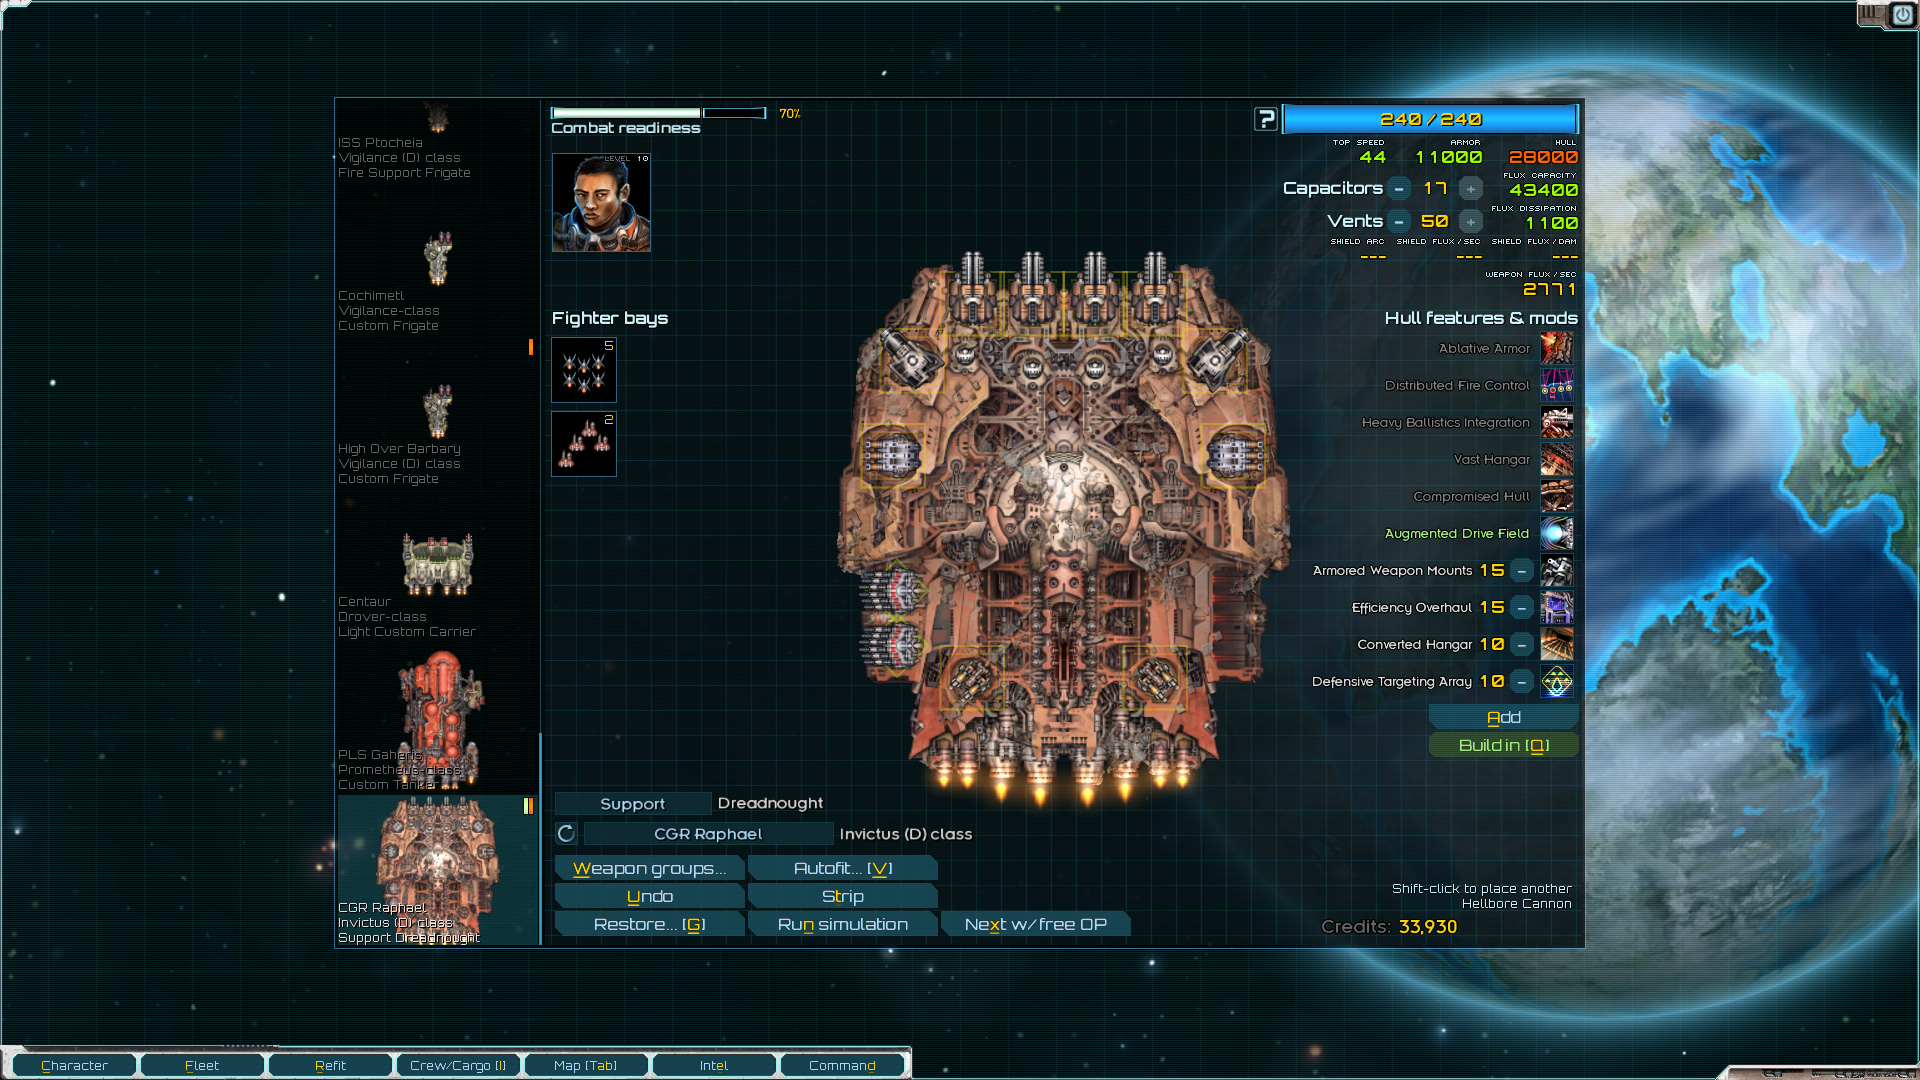 ISS Ptocheia
Vigilance (D) class
Fire Support Frigate
Cochimetl
Vigilance-class
Custom Frigate
High Over Barbary
Vigilance (D) class
Custom Frigate
Centaur
Drover-class
Light Custom Carrier
PLS Gaheris
Prometheus-class
Custom Tanker
CGR Raphael
Invictus (D) class
Support Dreadnought
70%
Combat readiness
LEVEL 10
Fighter bays
5
2
?
240 / 240
TOP SPEED
ARMOR
HULL
44
11000
28000
Capacitors - 17 +
FLUX CAPACITY
43400
Vents - 50 +
FLUX DISSIPATION
1100
SHIELD ARC
SHIELD FLUX/SEC
SHIELD FLUX/DAM
---
---
---
WEAPON FLUX/SEC
2771
Hull features & mods
Ablative Armor
Distributed Fire Control
Heavy Ballistics Integration
Vast Hangar
Compromised Hull
Augmented Drive Field
Armored Weapon Mounts 15 -
Efficiency Overhaul 15 -
Converted Hangar 10 -
Defensive Targeting Array 10 -
Add
Build in [Q]
Support
Dreadnought
CGR Raphael
Invictus (D) class
Weapon groups...
Autofit... [V]
Undo
Strip
Restore... [G]
Run simulation
Next w/free OP
Shift-click to place another
Hellbore Cannon
Credits: 33,930
Character
Fleet
Refit
Crew/Cargo [I]
Map [Tab]
Intel
Command